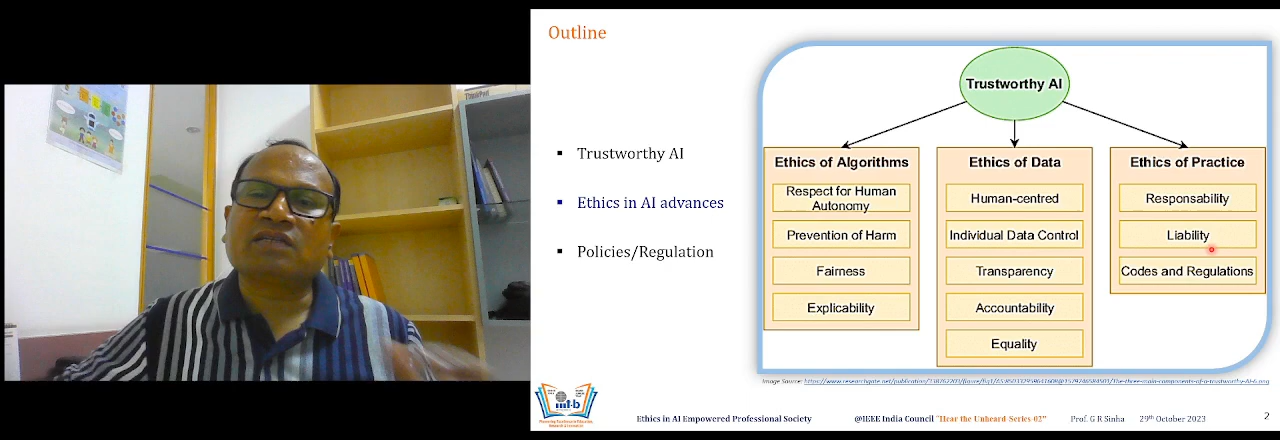 Outline
▪ Trustworthy AI
▪ Ethics in AI advances
▪ Policies/Regulation
Trustworthy AI
Ethics of Algorithms
Respect for Human
Autonomy
Prevention of Harm
Fairness
Explicability
Ethics of Data
Human-centred
Individual Data Control
Transparency
Accountability
Equality
Ethics of Practice
Responsability
Liability
Codes and Regulations
Image Source:
Ethics in AI Empowered Professional Society @IEEE India Council "Hear the Unheard-Series-02" Prof. G R Sinha 29th October 2023 2